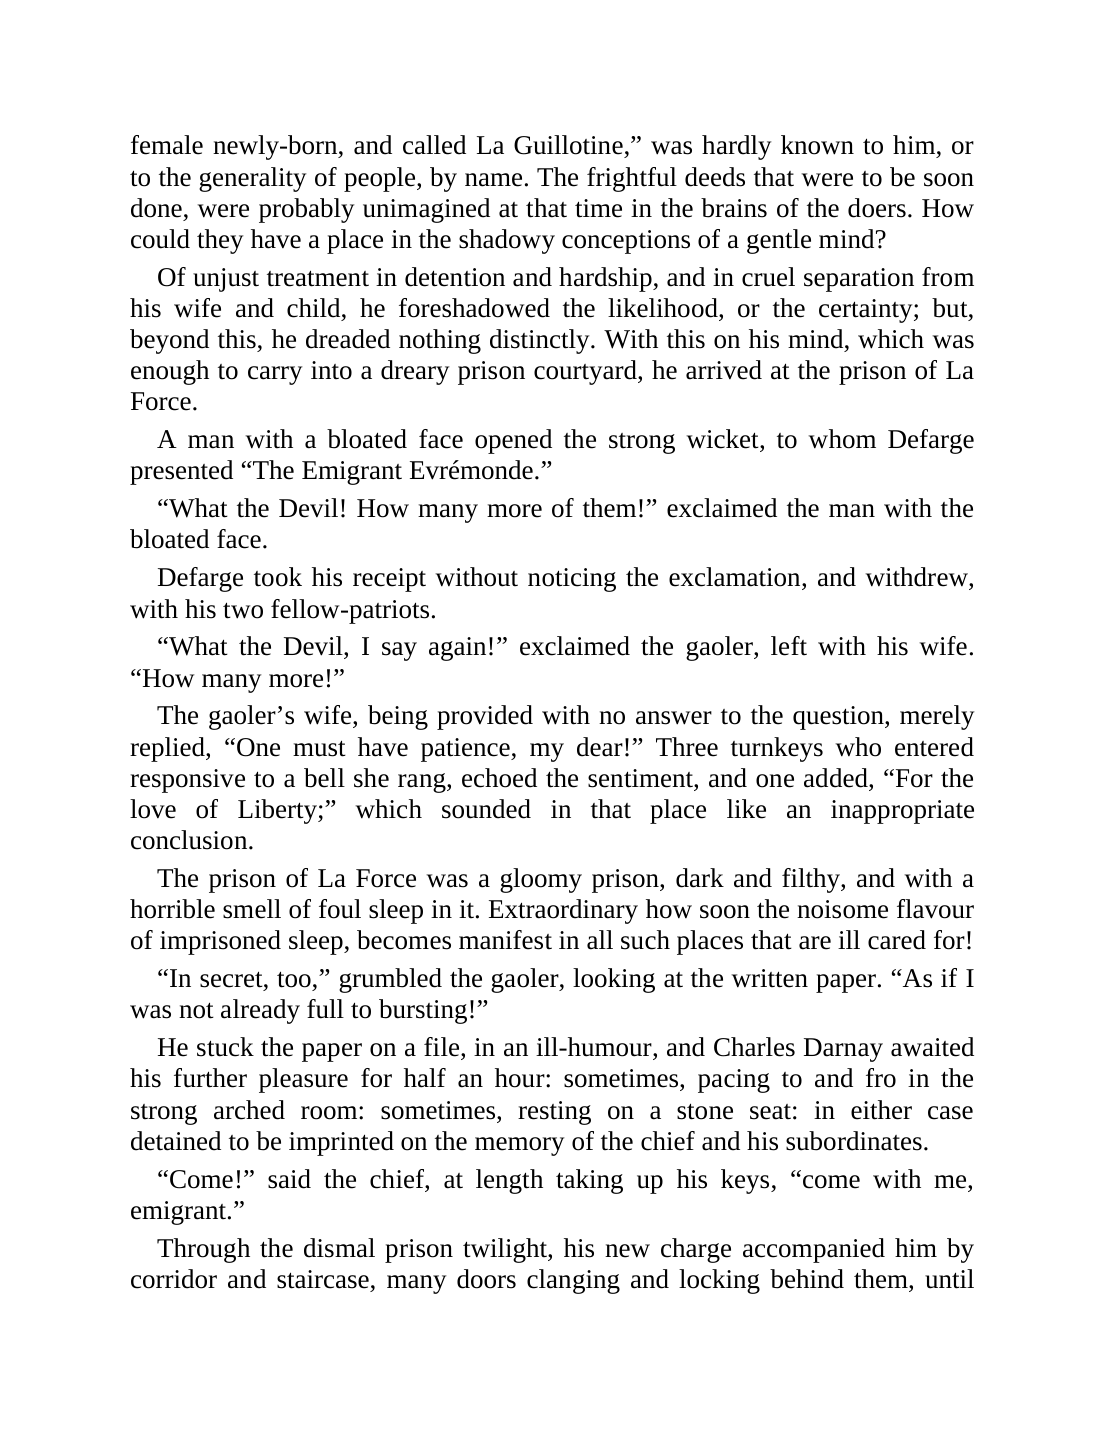 female newly-born, and called La Guillotine,” was hardly known to him, or
to the generality of people, by name. The frightful deeds that were to be soon
done, were probably unimagined at that time in the brains of the doers. How
could they have a place in the shadowy conceptions of a gentle mind?
Of unjust treatment in detention and hardship, and in cruel separation from
his wife and child, he foreshadowed the likelihood, or the certainty; but,
beyond this, he dreaded nothing distinctly. With this on his mind, which was
enough to carry into a dreary prison courtyard, he arrived at the prison of La
Force.
A man with a bloated face opened the strong wicket, to whom Defarge
presented “The Emigrant Evrémonde.”
“What the Devil! How many more of them!” exclaimed the man with the
bloated face.
Defarge took his receipt without noticing the exclamation, and withdrew,
with his two fellow-patriots.
“What the Devil, I say again!” exclaimed the gaoler, left with his wife.
“How many more!”
The gaoler’s wife, being provided with no answer to the question, merely
replied, “One must have patience, my dear!” Three turnkeys who entered
responsive to a bell she rang, echoed the sentiment, and one added, “For the
love of Liberty;” which sounded in that place like an inappropriate
conclusion.
The prison of La Force was a gloomy prison, dark and filthy, and with a
horrible smell of foul sleep in it. Extraordinary how soon the noisome flavour
of imprisoned sleep, becomes manifest in all such places that are ill cared for!
“In secret, too,” grumbled the gaoler, looking at the written paper. “As if I
was not already full to bursting!”
He stuck the paper on a file, in an ill-humour, and Charles Darnay awaited
his further pleasure for half an hour: sometimes, pacing to and fro in the
strong arched room: sometimes, resting on a stone seat: in either case
detained to be imprinted on the memory of the chief and his subordinates.
“Come!” said the chief, at length taking up his keys, “come with me,
emigrant.”
Through the dismal prison twilight, his new charge accompanied him by
corridor and staircase, many doors clanging and locking behind them, until